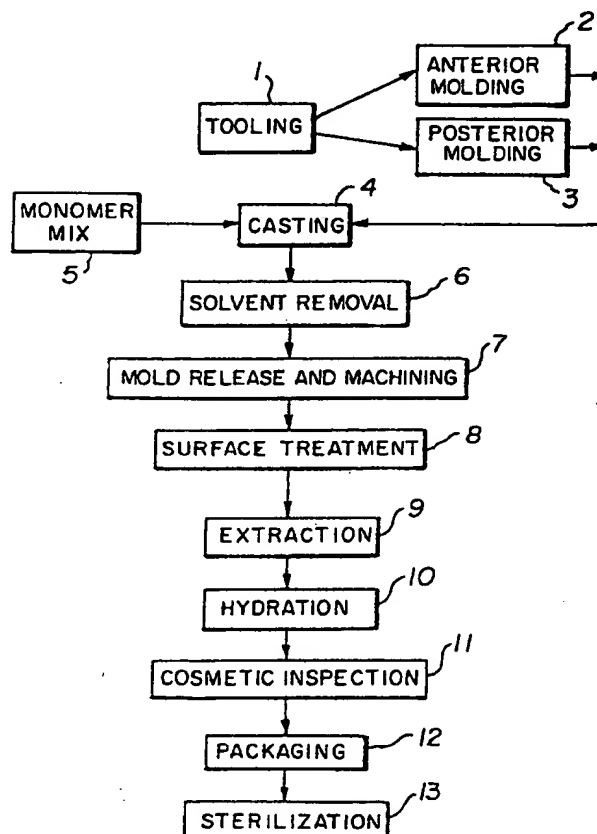 1
TOOLING
2
ANTERIOR
MOLDING
POSTERIOR
MOLDING
3
MONOMER
MIX
5
4
CASTING
6
SOLVENT REMOVAL
7
MOLD RELEASE AND MACHINING
8
SURFACE TREATMENT
9
EXTRACTION
10
HYDRATION
11
COSMETIC INSPECTION
12
PACKAGING
13
STERILIZATION